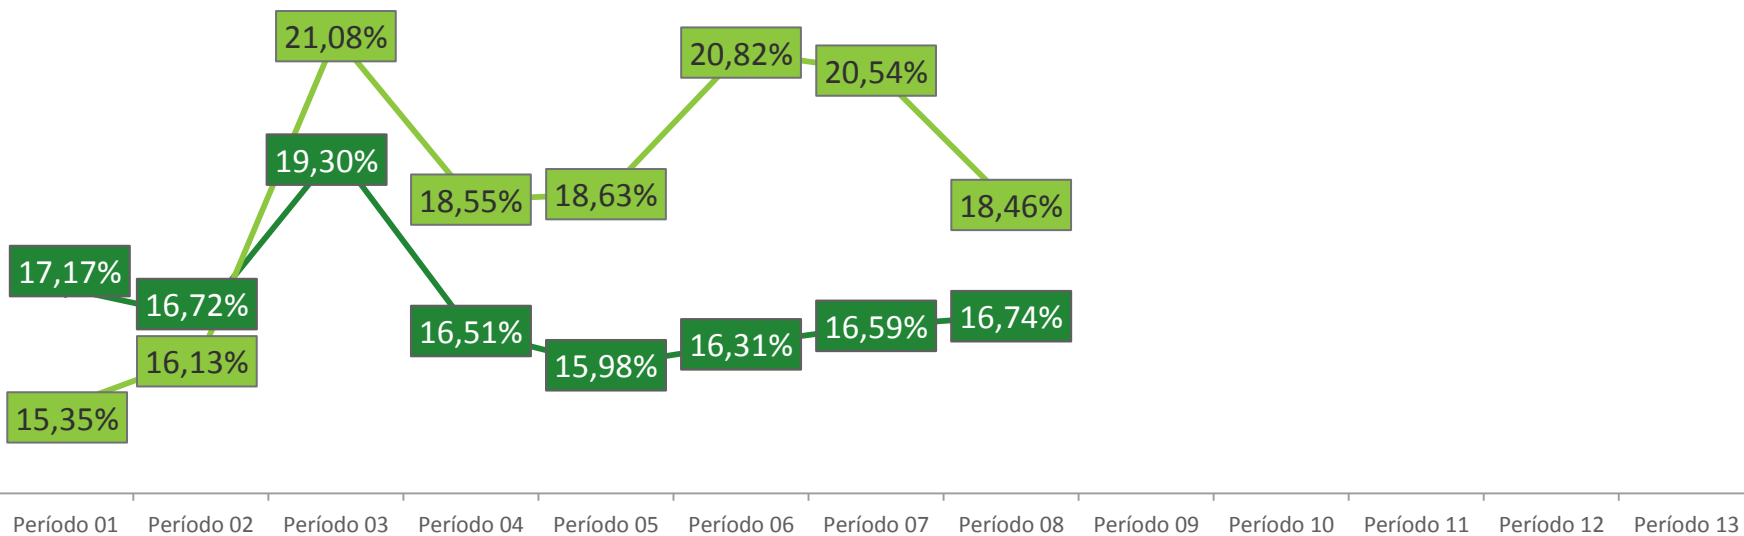 21,08%
20,82%
20,54%
19,30%
18,55%
18,63%
18,46%
17,17%
16,72%
16,51%
15,98%
16,31%
16,59%
16,74%
16,13%
15,35%
Período 01
Período 02
Período 03
Período 04
Período 05
Período 06
Período 07
Período 08
Período 09
Período 10
Período 11
Período 12
Período 13